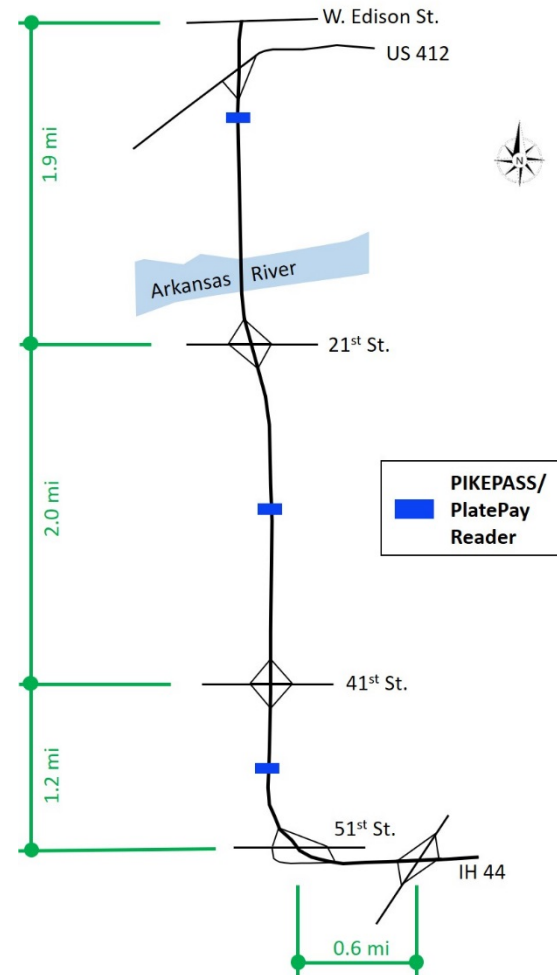 W. Edison St.
US 412
1.9 mi
N
Arkansas River
21st St.
PIKEPASS/
PlatePay
Reader
2.0 mi
41st St.
1.2 mi
51st St.
IH 44
0.6 mi